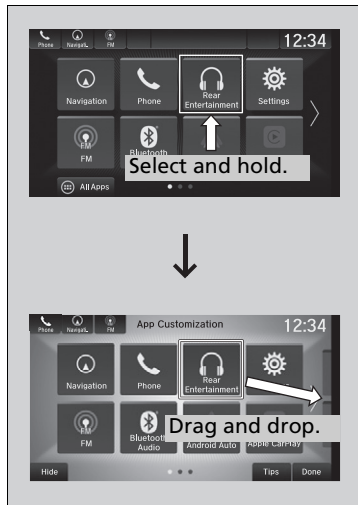 Phone Navigati.. FM 12:34
Navigation Phone Rear Entertainment Settings
FM Bluetooth
Select and hold.
All Apps
Phone Navigati.. FM App Customization 12:34
Navigation Phone Rear Entertainment
Drag and drop.
FM Bluetooth Audio Android Auto Apple CarPlay
Hide Tips Done